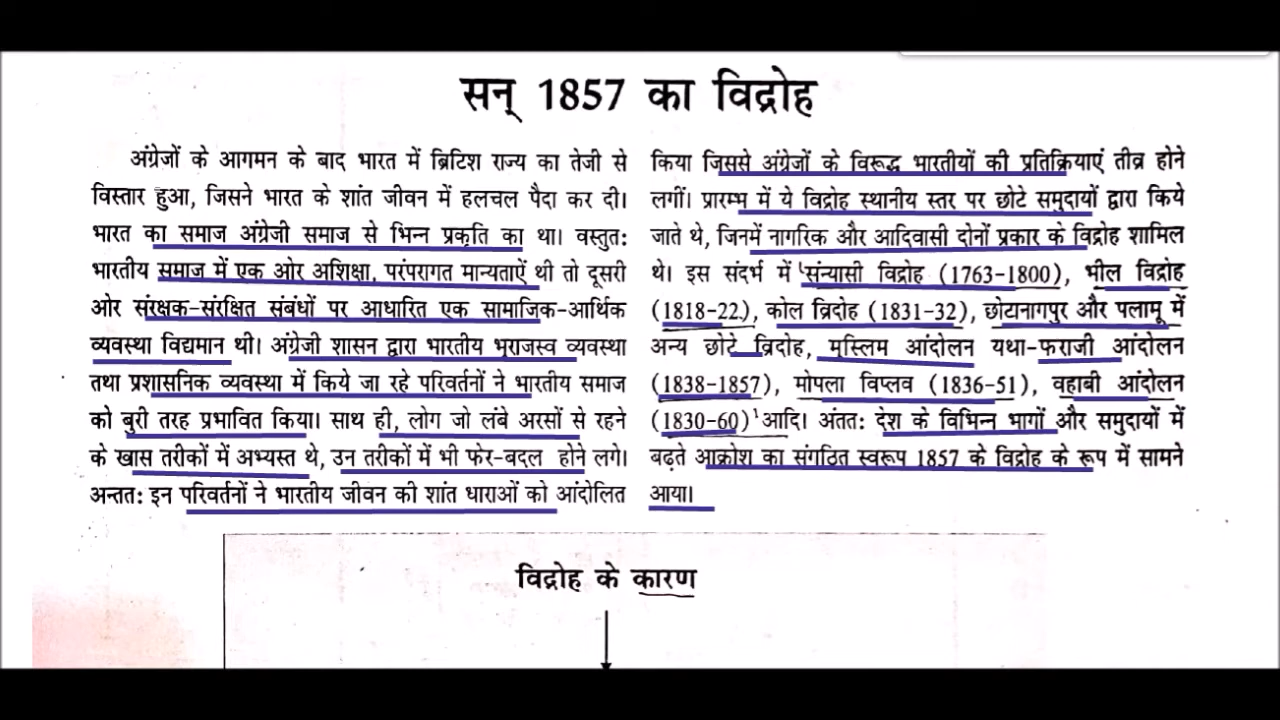 सन् 1857 का विद्रोह
अंग्रेजों के आगमन के बाद भारत में ब्रिटिश राज्य का तेजी से
विस्तार हुआ, जिसने भारत के शांत जीवन में हलचल पैदा कर दी।
भारत का समाज अंग्रेजी समाज से भिन्न प्रकृति का था। वस्तुत:
भारतीय समाज में एक ओर अशिक्षा, परंपरागत मान्यताऐं थी तो दूसरी
ओर संरक्षक-संरक्षित संबंधों पर आधारित एक सामाजिक-आर्थिक
व्यवस्था विद्यमान थी। अंग्रेजी शासन द्वारा भारतीय भूराजस्व व्यवस्था
तथा प्रशासनिक व्यवस्था में किये जा रहे परिवर्तनों ने भारतीय समाज
को बुरी तरह प्रभावित किया। साथ ही, लोग जो लंबे अरसों से रहने
के खास तरीकों में अभ्यस्त थे, उन तरीकों में भी फेर-बदल होने लगे।
अन्तत: इन परिवर्तनों ने भारतीय जीवन की शांत धाराओं को आंदोलित
किया जिससे अंग्रेजों के विरूद्ध भारतीयों की प्रतिक्रियाएं तीव्र होने
लगीं। प्रारम्भ में ये विद्रोह स्थानीय स्तर पर छोटे समुदायों द्वारा किये
जाते थे, जिनमें नागरिक और आदिवासी दोनों प्रकार के विद्रोह शामिल
थे। इस संदर्भ में 'संन्यासी विद्रोह (1763-1800), भील विद्रोह
(1818-22), कोल व्रिदोह (1831-32), छोटानागपुर और पलामू में
अन्य छोटे व्रिदोह, मुस्लिम आंदोलन यथा-फराजी आंदोलन
(1838-1857), मोपला विप्लव (1836-51), वहाबी आंदोलन
(1830-60)' आदि। अंतत: देश के विभिन्न भागों और समुदायों में
बढ़ते आक्रोश का संगठित स्वरूप 1857 के विद्रोह के रूप में सामने
आया।
विद्रोह के कारण